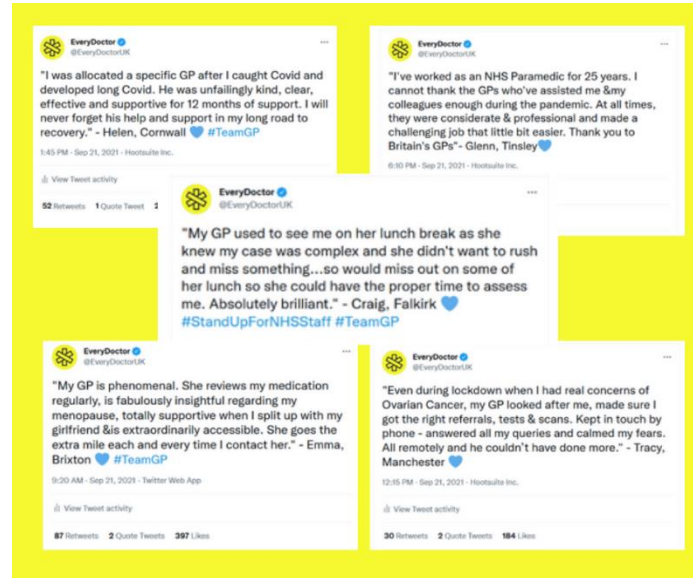 EveryDoctor
@EveryDoctorUK
"I was allocated a specific GP after I caught Covid and
developed long Covid. He was unfailingly kind, clear,
effective and supportive for 12 months of support. I will
never forget his help and support in my long road to
recovery." - Helen, Cornwall 💙 #TeamGP
1:45 PM · Sep 21, 2021 · Hootsuite Inc.
View Tweet activity
52 Retweets 1 Quote Tweet
EveryDoctor
@EveryDoctorUK
"I've worked as an NHS Paramedic for 25 years. I
cannot thank the GPs who've assisted me &my
colleagues enough during the pandemic. At all times,
they were considerate & professional and made a
challenging job that little bit easier. Thank you to
Britain's GPs"- Glenn, Tinsley💙
6:10 PM · Sep 21, 2021 · Hootsuite Inc.
EveryDoctor
@EveryDoctorUK
"My GP used to see me on her lunch break as she
knew my case was complex and she didn't want to rush
and miss something...so would miss out on some of
her lunch so she could have the proper time to assess
me. Absolutely brilliant." - Craig, Falkirk 💙
#StandUpForNHSStaff #TeamGP
EveryDoctor
@EveryDoctorUK
"My GP is phenomenal. She reviews my medication
regularly, is fabulously insightful regarding my
menopause, totally supportive when I split up with my
girlfriend &is extraordinarily accessible. She goes the
extra mile each and every time I contact her." - Emma,
Brixton 💙 #TeamGP
9:20 AM · Sep 21, 2021 · Twitter Web App
View Tweet activity
87 Retweets 2 Quote Tweets 397 Likes
EveryDoctor
@EveryDoctorUK
"Even during lockdown when I had real concerns of
Ovarian Cancer, my GP looked after me, made sure I
got the right referrals, tests & scans. Kept in touch by
phone - answered all my queries and calmed my fears.
All remotely and he couldn't have done more." - Tracy,
Manchester 💙
12:15 PM · Sep 21, 2021 · Hootsuite Inc.
View Tweet activity
30 Retweets 2 Quote Tweets 184 Likes